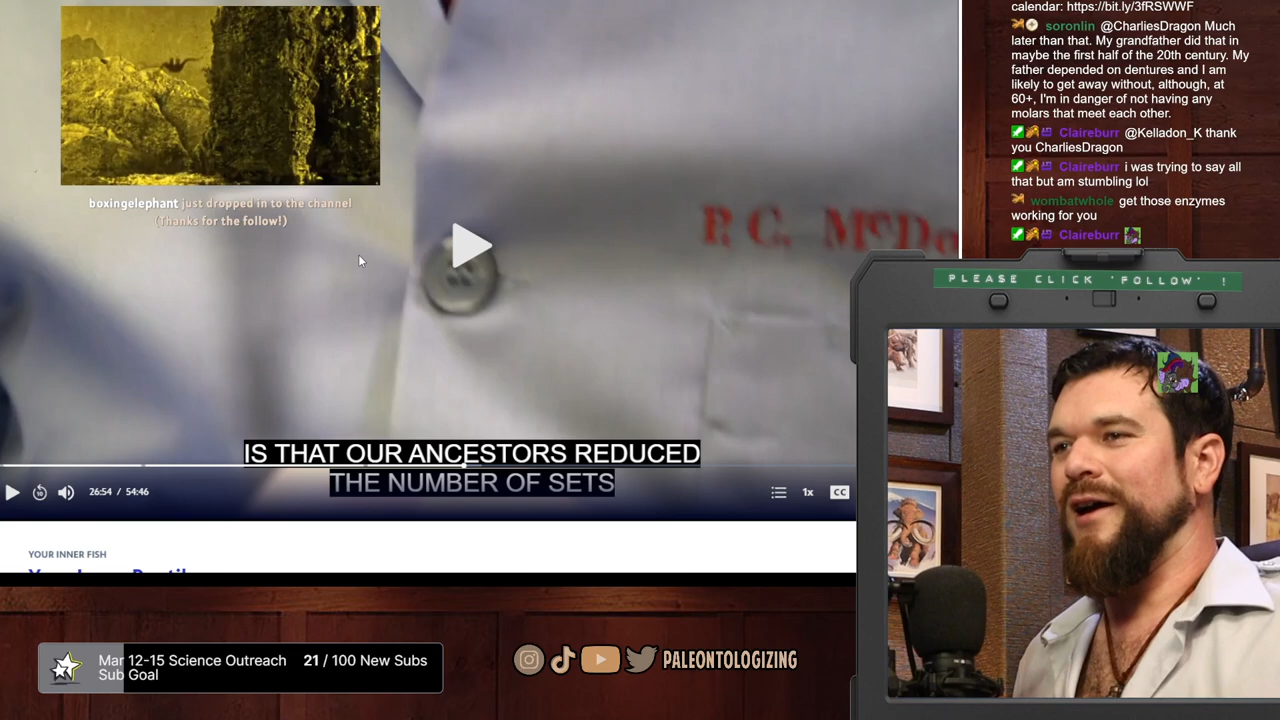 calendar: https://bit.ly/3fRSWWF
soronlin @CharliesDragon Much
later than that. My grandfather did that in
maybe the first half of the 20th century. My
father depended on dentures and I am
likely to get away without, although, at
60+, I'm in danger of not having any
molars that meet each other.
Claireburr @Kelladon_K thank
you CharliesDragon
Claireburr i was trying to say all
that but am stumbling lol
wombatwhole get those enzymes
working for you
Claireburr
boxingelephant just dropped in to the channel
(Thanks for the follow!)
P. C. McDo
PLEASE CLICK 'FOLLOW' !
IS THAT OUR ANCESTORS REDUCED
THE NUMBER OF SETS
10
26:54 / 54:46
1x
CC
YOUR INNER FISH
Mar 12-15 Science Outreach 21 / 100 New Subs
Sub Goal
PALEONTOLOGIZING